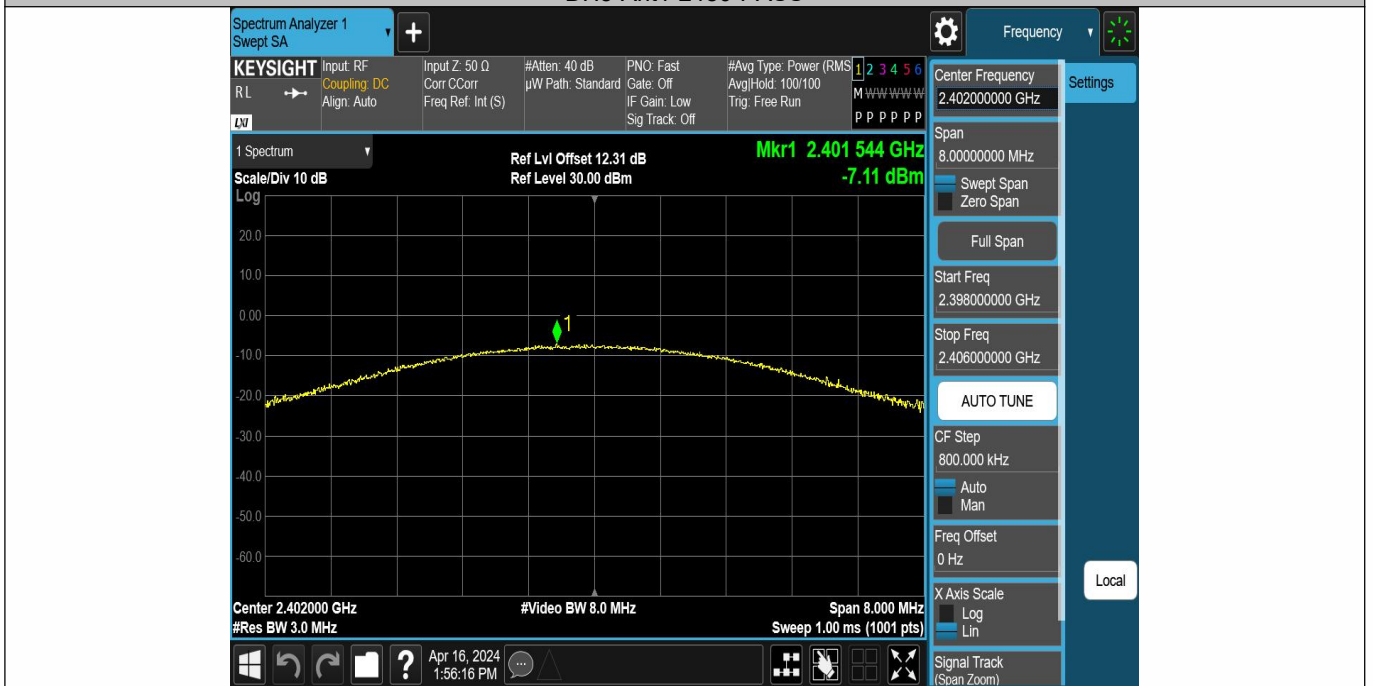 Spectrum Analyzer 1
Swept SA
+
Frequency
KEYSIGHT
RL
LXI
Input: RF
Coupling: DC
Align: Auto
Input Z: 50 Ω
Corr CCorr
Freq Ref: Int (S)
#Atten: 40 dB
µW Path: Standard
PNO: Fast
Gate: Off
IF Gain: Low
Sig Track: Off
#Avg Type: Power (RMS
Avg|Hold: 100/100
Trig: Free Run
1 2 3 4 5 6
M W W W W W
P P P P P P
1 Spectrum
Scale/Div 10 dB
Log
Ref Lvl Offset 12.31 dB
Ref Level 30.00 dBm
Mkr1 2.401 544 GHz
-7.11 dBm
20.0
10.0
0.00
-10.0
-20.0
-30.0
-40.0
-50.0
-60.0
1
Center 2.402000 GHz
#Res BW 3.0 MHz
#Video BW 8.0 MHz
Span 8.000 MHz
Sweep 1.00 ms (1001 pts)
Center Frequency
2.402000000 GHz
Settings
Span
8.00000000 MHz
Swept Span
Zero Span
Full Span
Start Freq
2.398000000 GHz
Stop Freq
2.406000000 GHz
AUTO TUNE
CF Step
800.000 kHz
Auto
Man
Freq Offset
0 Hz
X Axis Scale
Log
Lin
Local
Signal Track
(Span Zoom)
?
Apr 16, 2024
1:56:16 PM